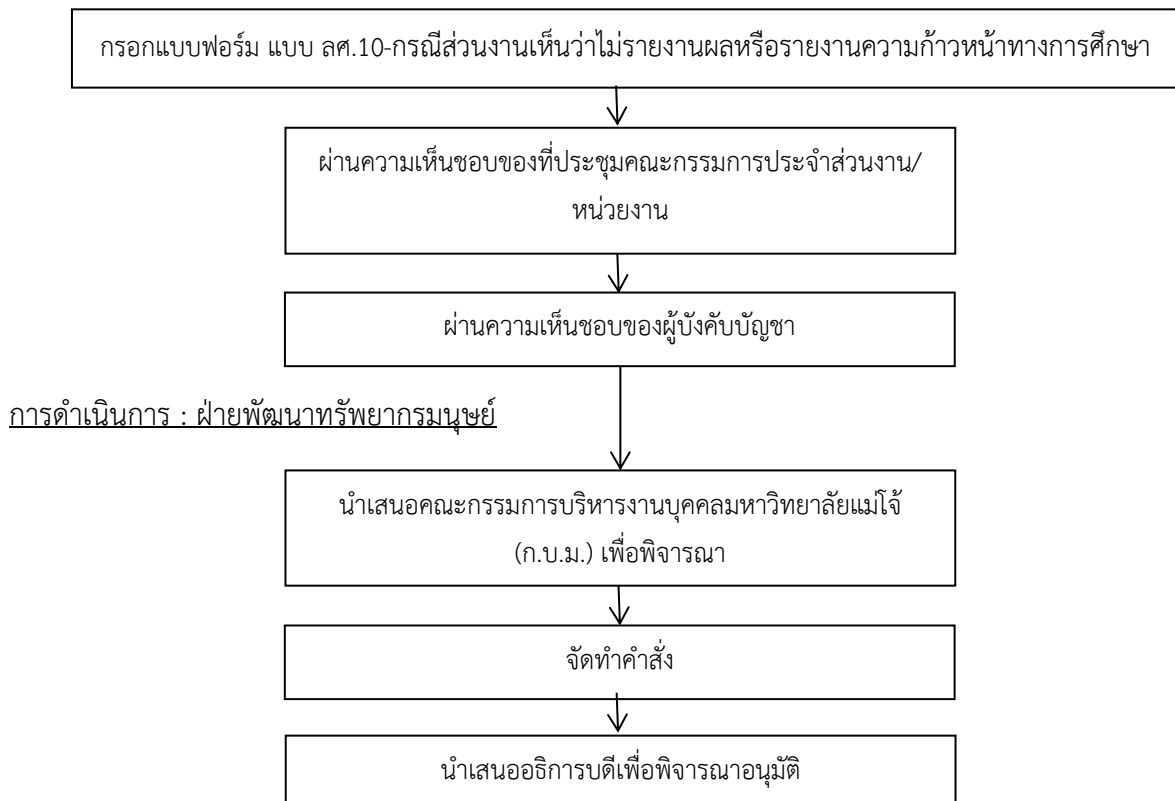 กรอกแบบฟอร์ม แบบ ลศ.10-กรณีส่วนงานเห็นว่าไม่รายงานผลหรือรายงานความก้าวหน้าทางการศึกษา
ผ่านความเห็นชอบของที่ประชุมคณะกรรมการประจำส่วนงาน/
หน่วยงาน
ผ่านความเห็นชอบของผู้บังคับบัญชา
การดำเนินการ : ฝ่ายพัฒนาทรัพยากรมนุษย์
นำเสนอคณะกรรมการบริหารงานบุคคลมหาวิทยาลัยแม่โจ้
(ก.บ.ม.) เพื่อพิจารณา
จัดทำคำสั่ง
นำเสนออธิการบดีเพื่อพิจารณาอนุมัติ